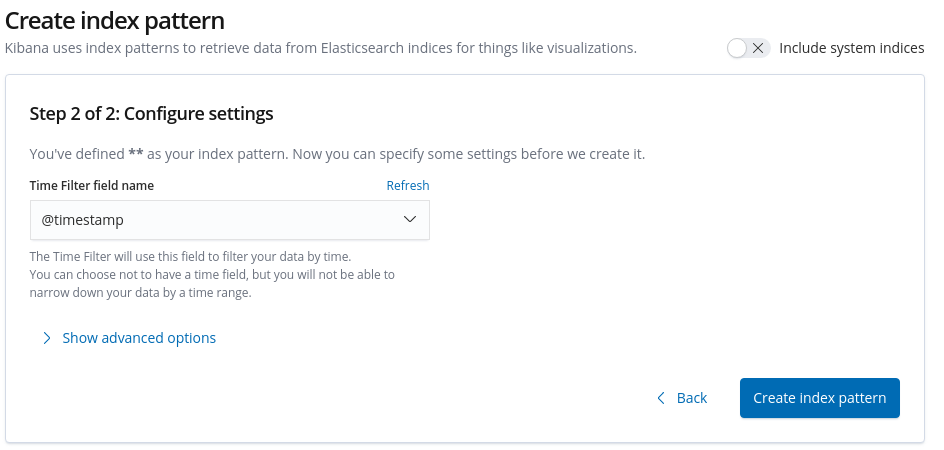 Create index pattern
Kibana uses index patterns to retrieve data from Elasticsearch indices for things like visualizations.
Include system indices
Step 2 of 2: Configure settings
You've defined ** as your index pattern. Now you can specify some settings before we create it.
Time Filter field name
Refresh
@timestamp
The Time Filter will use this field to filter your data by time.
You can choose not to have a time field, but you will not be able to
narrow down your data by a time range.
Show advanced options
Back
Create index pattern